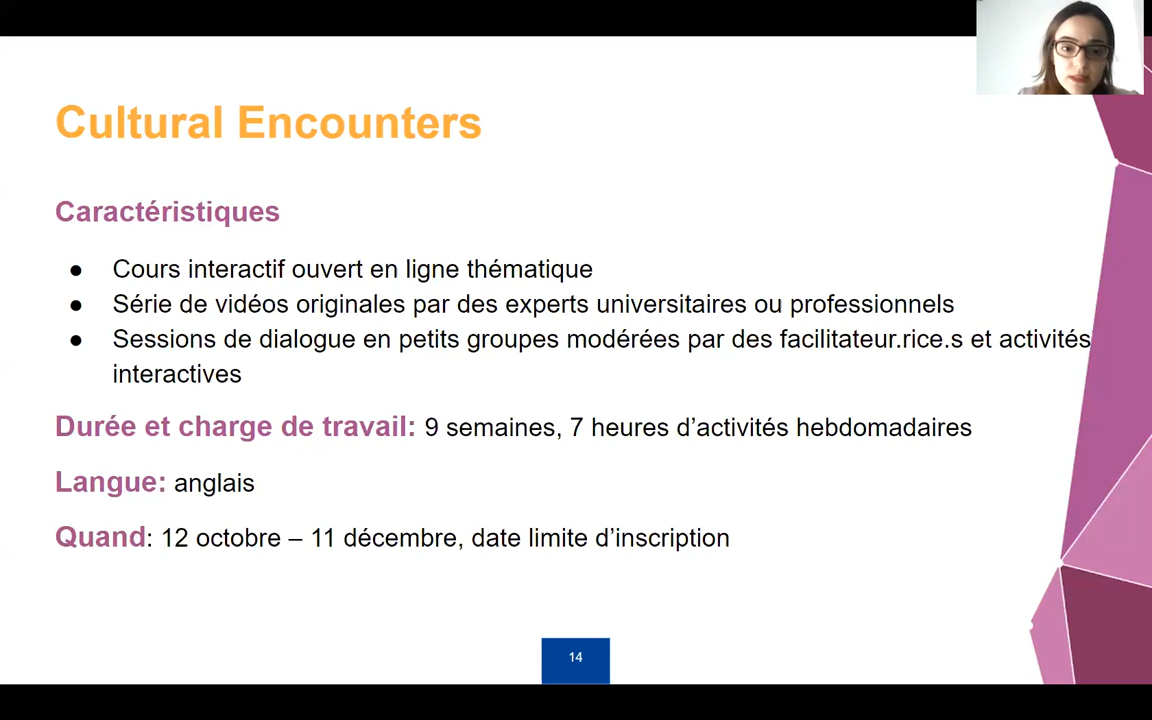 Cultural Encounters
Caractéristiques
● Cours interactif ouvert en ligne thématique
● Série de vidéos originales par des experts universitaires ou professionnels
● Sessions de dialogue en petits groupes modérées par des facilitateur.rice.s et activités
interactives
Durée et charge de travail: 9 semaines, 7 heures d’activités hebdomadaires
Langue: anglais
Quand: 12 octobre – 11 décembre, date limite d’inscription
14